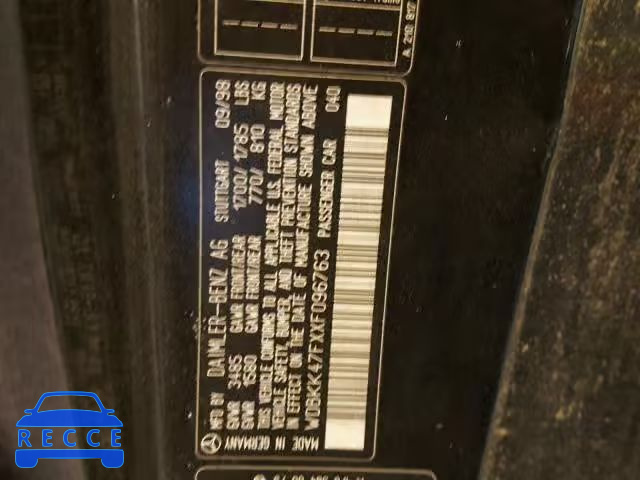 A 210 817
MFD BY DAIMLER-BENZ AG STUTTGART 09/98
GVWR 3485 GAWR FRONT/REAR 1700/ 1785 LBS
GVWR 1580 GAWR FRONT/REAR 770/ 810 KG
THIS VEHICLE CONFORMS TO ALL APPLICABLE U.S. FEDERAL MOTOR
VEHICLE SAFETY, BUMPER, AND THEFT PREVENTION STANDARDS
IN EFFECT ON THE DATE OF MANUFACTURE SHOWN ABOVE
WDBKK47FXXF096763 PASSENGER CAR 040
MADE IN GERMANY
RECCE